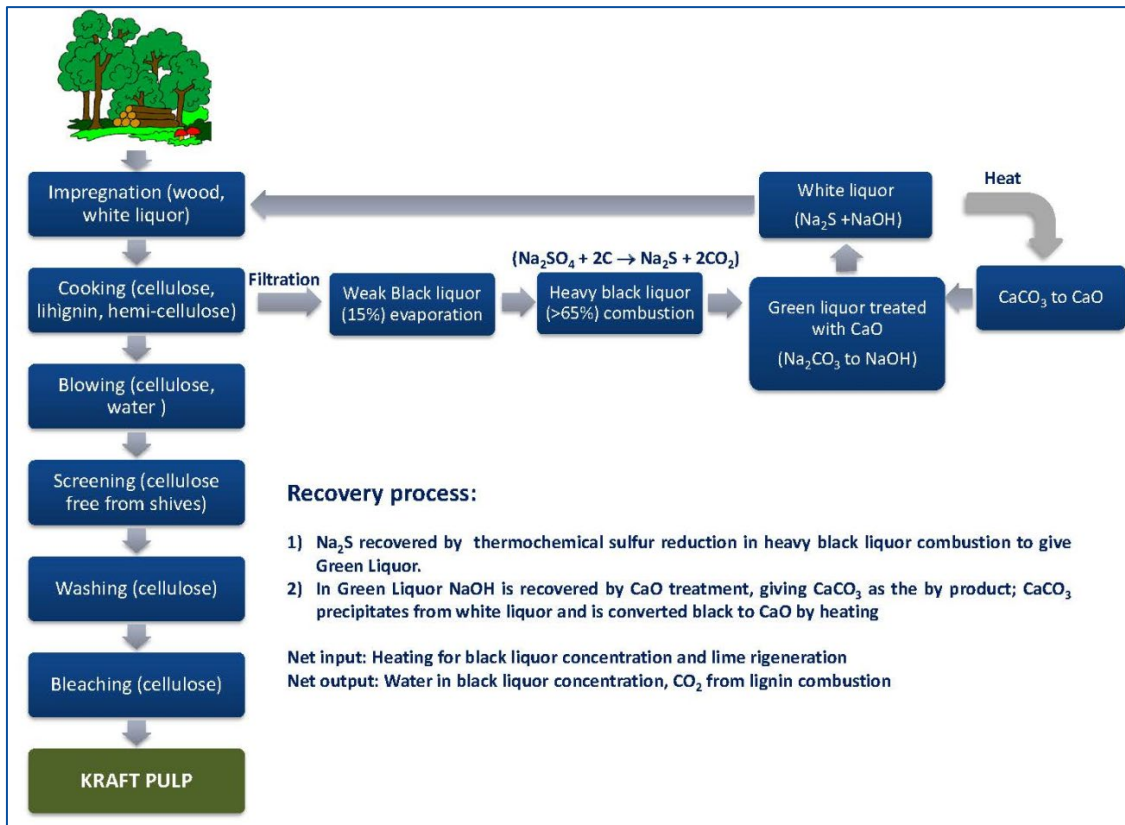 Impregnation (wood,
white liquor)
White liquor
(Na₂S +NaOH)
Heat
Cooking (cellulose,
lihìgnin, hemi-cellulose)
Filtration
Weak Black liquor
(15%) evaporation
(Na₂SO₄ + 2C → Na₂S + 2CO₂)
Heavy black liquor
(>65%) combustion
Green liquor treated
with CaO
(Na₂CO₃ to NaOH)
CaCO₃ to CaO
Blowing (cellulose,
water )
Screening (cellulose
free from shives)
Washing (cellulose)
Bleaching (cellulose)
KRAFT PULP
Recovery process:
1) Na₂S recovered by thermochemical sulfur reduction in heavy black liquor combustion to give
Green Liquor.
2) In Green Liquor NaOH is recovered by CaO treatment, giving CaCO₃ as the by product; CaCO₃
precipitates from white liquor and is converted black to CaO by heating
Net input: Heating for black liquor concentration and lime rigeneration
Net output: Water in black liquor concentration, CO₂ from lignin combustion